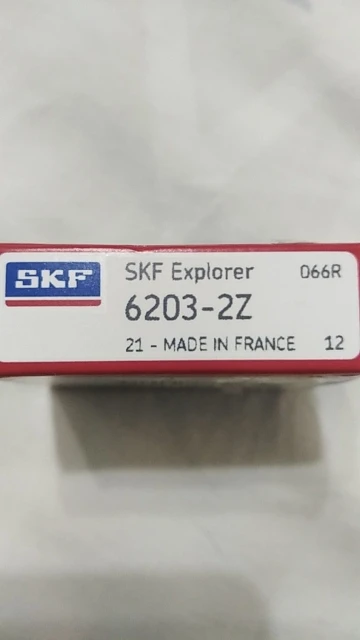 SKF
SKF Explorer 066R
6203-2Z
21 - MADE IN FRANCE 12